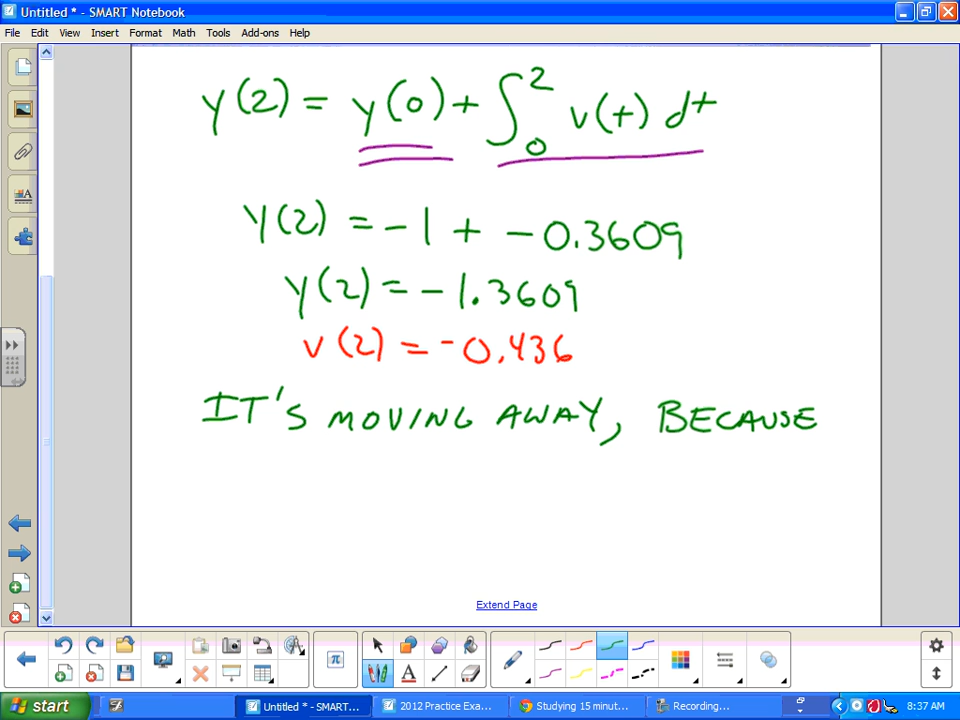 Untitled * - SMART Notebook
File Edit View Insert Format Math Tools Add-ons Help
y(2) = y(0) + ∫₀² v(t) dt
y(2) = -1 + -0.3609
y(2) = -1.3609
v(2) = -0.436
IT'S MOVING AWAY, BECAUSE
Extend Page
start Untitled * - SMART... 2012 Practice Exa... Studying 15 minut... Recording... 8:37 AM